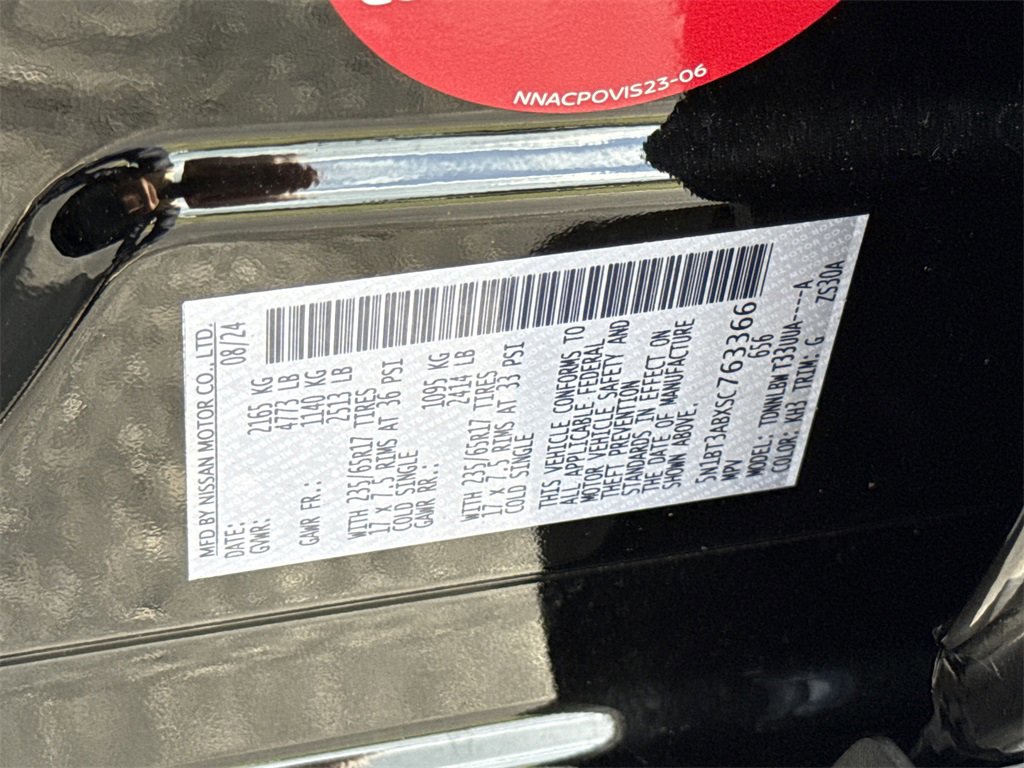 NNACPOVIS23-06
MFD BY NISSAN MOTOR CO., LTD.
DATE: 08/24
GVWR: 2165 KG
4773 LB
GAWR FR.: 1140 KG
2513 LB
WITH 235/65R17 TIRES
17 X 7.5 RIMS AT 36 PSI
COLD SINGLE
GAWR RR.: 1095 KG
2414 LB
WITH 235/65R17 TIRES
17 X 7.5 RIMS AT 33 PSI
COLD SINGLE
THIS VEHICLE CONFORMS TO
ALL APPLICABLE FEDERAL
MOTOR VEHICLE SAFETY AND
THEFT PREVENTION
STANDARDS IN EFFECT ON
THE DATE OF MANUFACTURE
SHOWN ABOVE.
5N1BT3ABXSC763366
MPV 656
MODEL: TDNNLBN T33UUA----A
COLOR: KH3 TRIM: G ZS30A